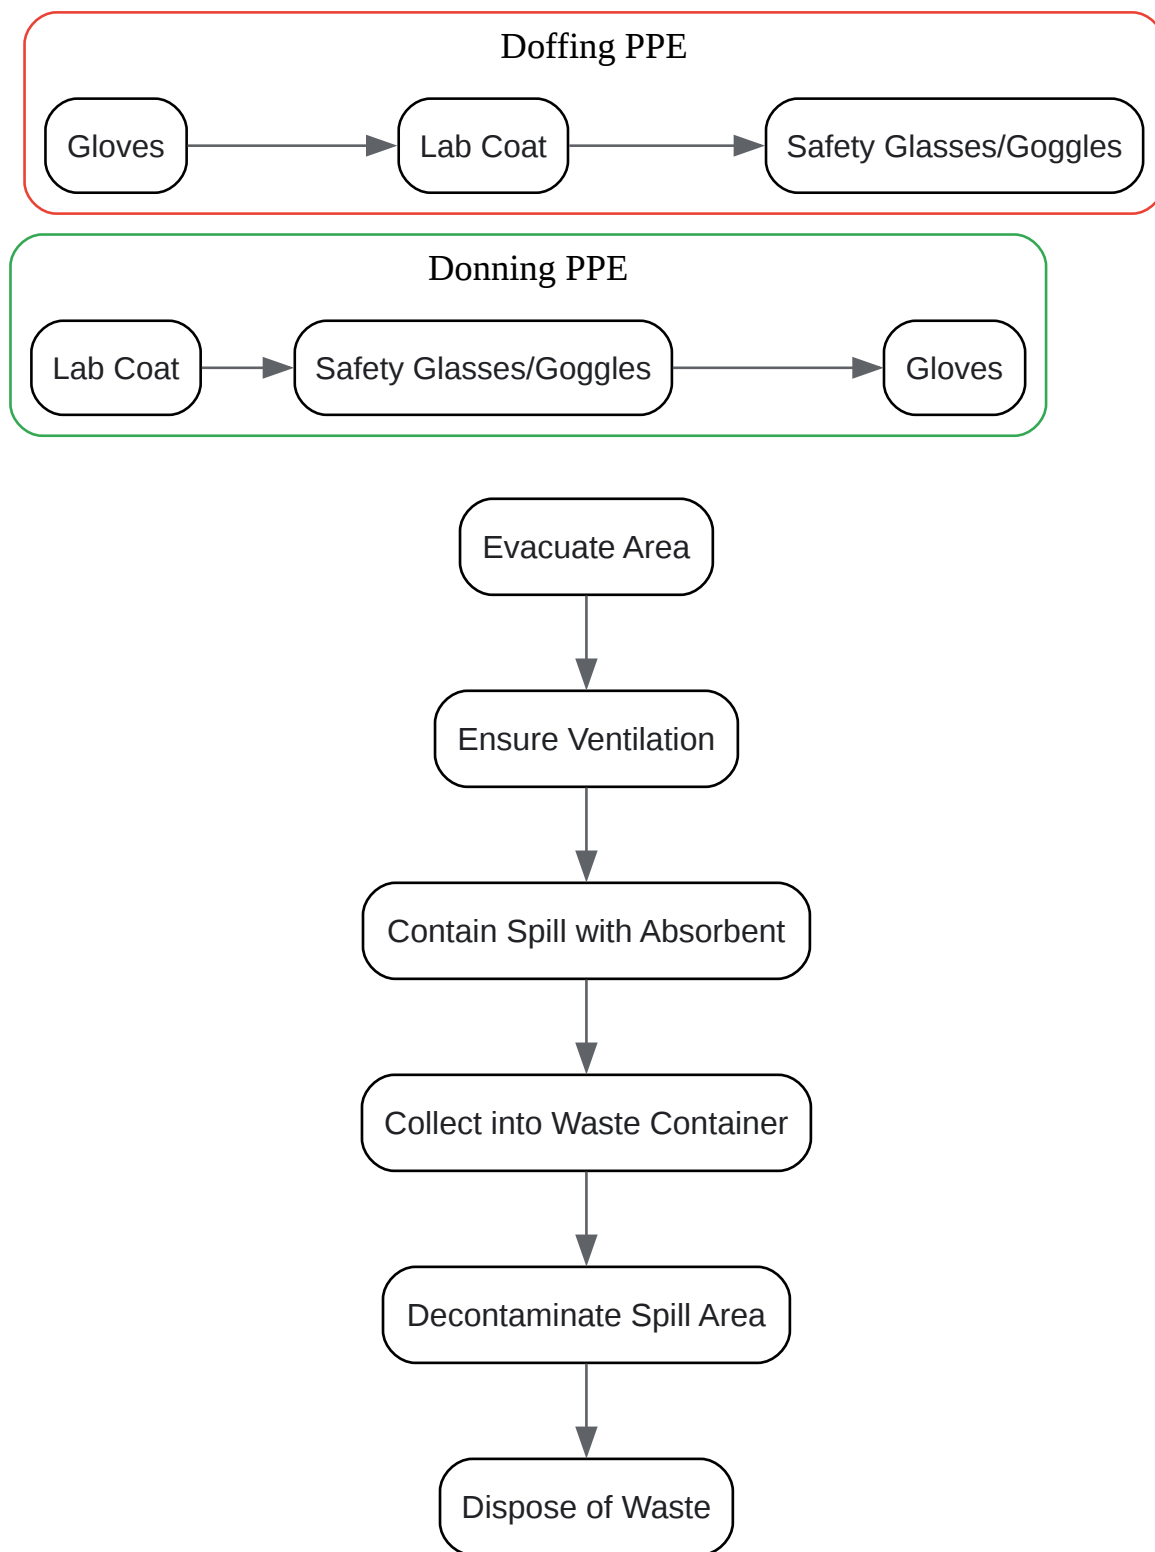 Doffing PPE
Gloves
Lab Coat
Safety Glasses/Goggles
Donning PPE
Lab Coat
Safety Glasses/Goggles
Gloves
Evacuate Area
Ensure Ventilation
Contain Spill with Absorbent
Collect into Waste Container
Decontaminate Spill Area
Dispose of Waste